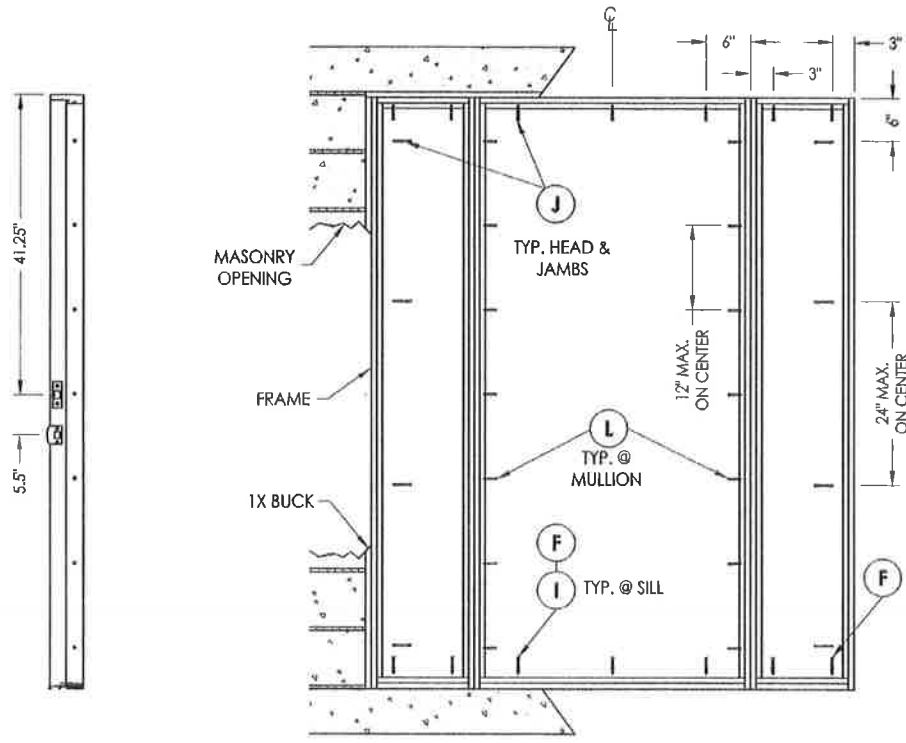 ℄
6"
3"
3"
6"
41.25"
5.5"
J
TYP. HEAD &
JAMBS
MASONRY
OPENING
FRAME
12" MAX.
ON CENTER
24" MAX.
ON CENTER
L
TYP. @
MULLION
1X BUCK
F
I
TYP. @ SILL
F